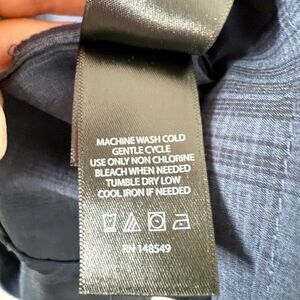 MACHINE WASH COLD
GENTLE CYCLE
USE ONLY NON CHLORINE
BLEACH WHEN NEEDED
TUMBLE DRY LOW
COOL IRON IF NEEDED
RN 148549